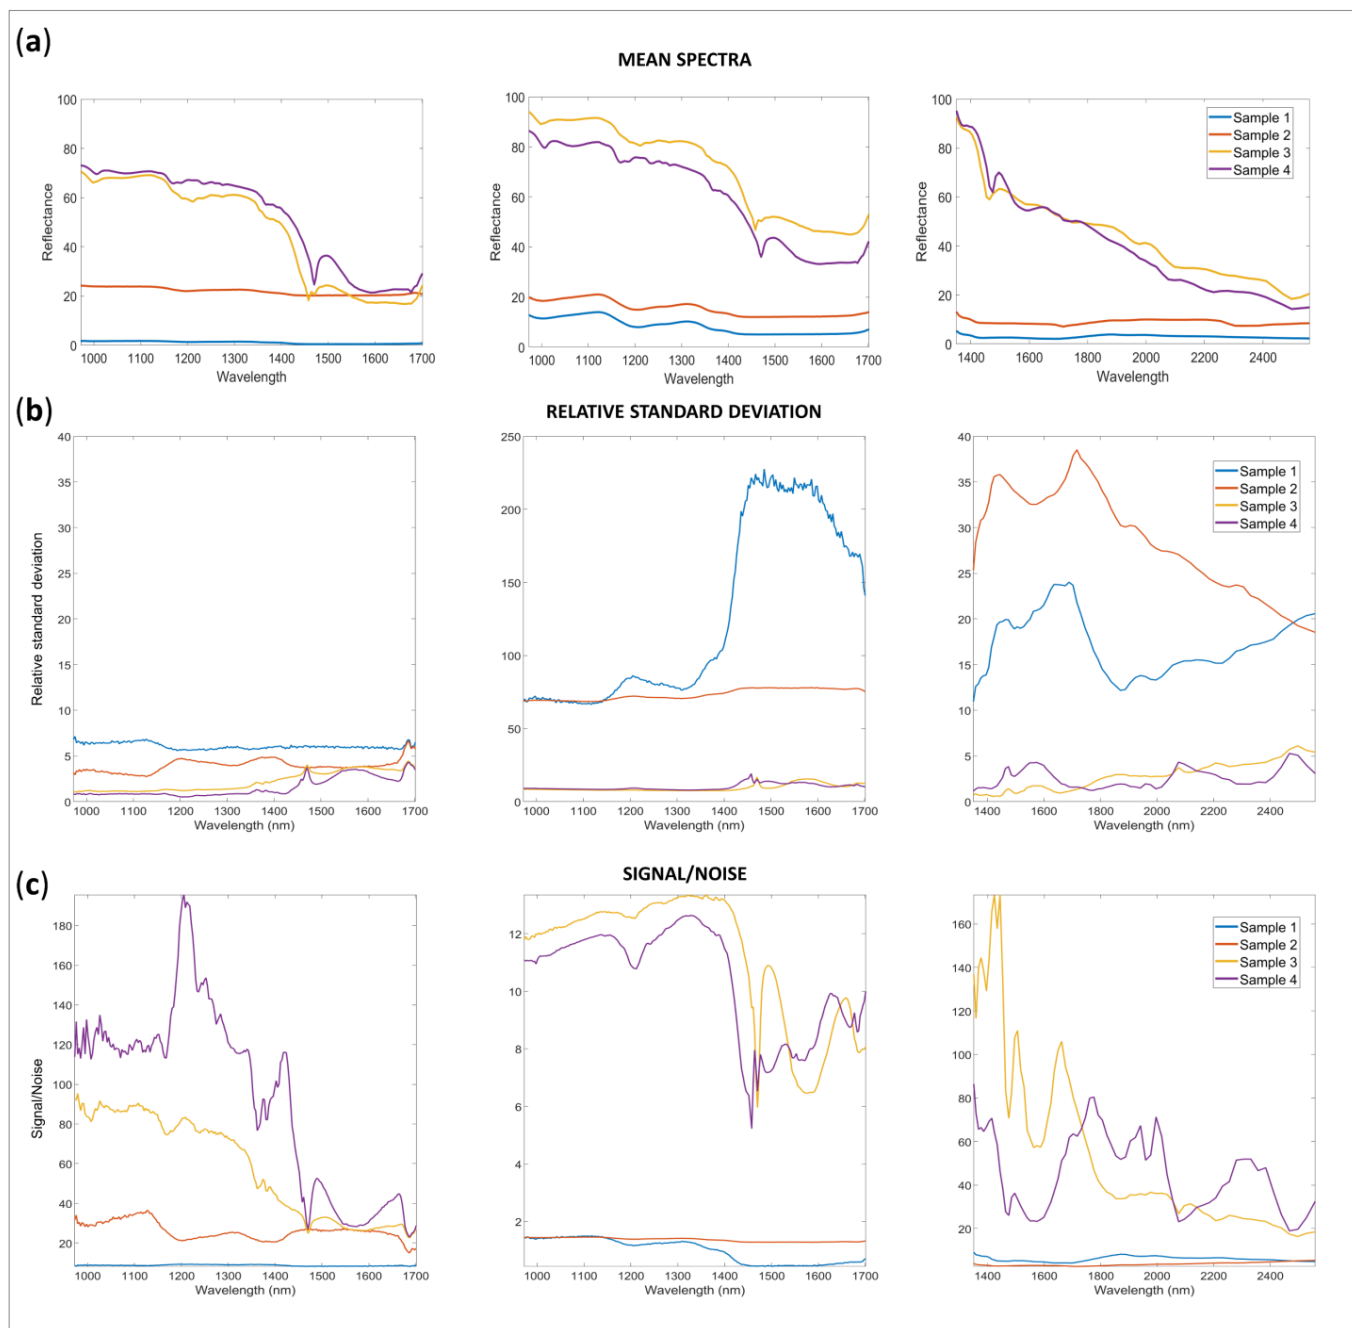 (a)
MEAN SPECTRA
100
80
60
40
20
0
Reflectance
1000 1100 1200 1300 1400 1500 1600 1700
Wavelength
100
80
60
40
20
0
Reflectance
1000 1100 1200 1300 1400 1500 1600 1700
Wavelength
100
80
60
40
20
0
Reflectance
Sample 1
Sample 2
Sample 3
Sample 4
1400 1600 1800 2000 2200 2400
Wavelength
(b)
RELATIVE STANDARD DEVIATION
40
35
30
25
20
15
10
5
0
Relative standard deviation
1000 1100 1200 1300 1400 1500 1600 1700
Wavelength (nm)
250
200
150
100
50
0
1000 1100 1200 1300 1400 1500 1600 1700
Wavelength (nm)
40
35
30
25
20
15
10
5
0
Sample 1
Sample 2
Sample 3
Sample 4
1400 1600 1800 2000 2200 2400
Wavelength (nm)
(c)
SIGNAL/NOISE
180
160
140
120
100
80
60
40
20
Signal/Noise
1000 1100 1200 1300 1400 1500 1600 1700
Wavelength (nm)
12
10
8
6
4
2
1000 1100 1200 1300 1400 1500 1600 1700
Wavelength (nm)
160
140
120
100
80
60
40
20
Sample 1
Sample 2
Sample 3
Sample 4
1400 1600 1800 2000 2200 2400
Wavelength (nm)